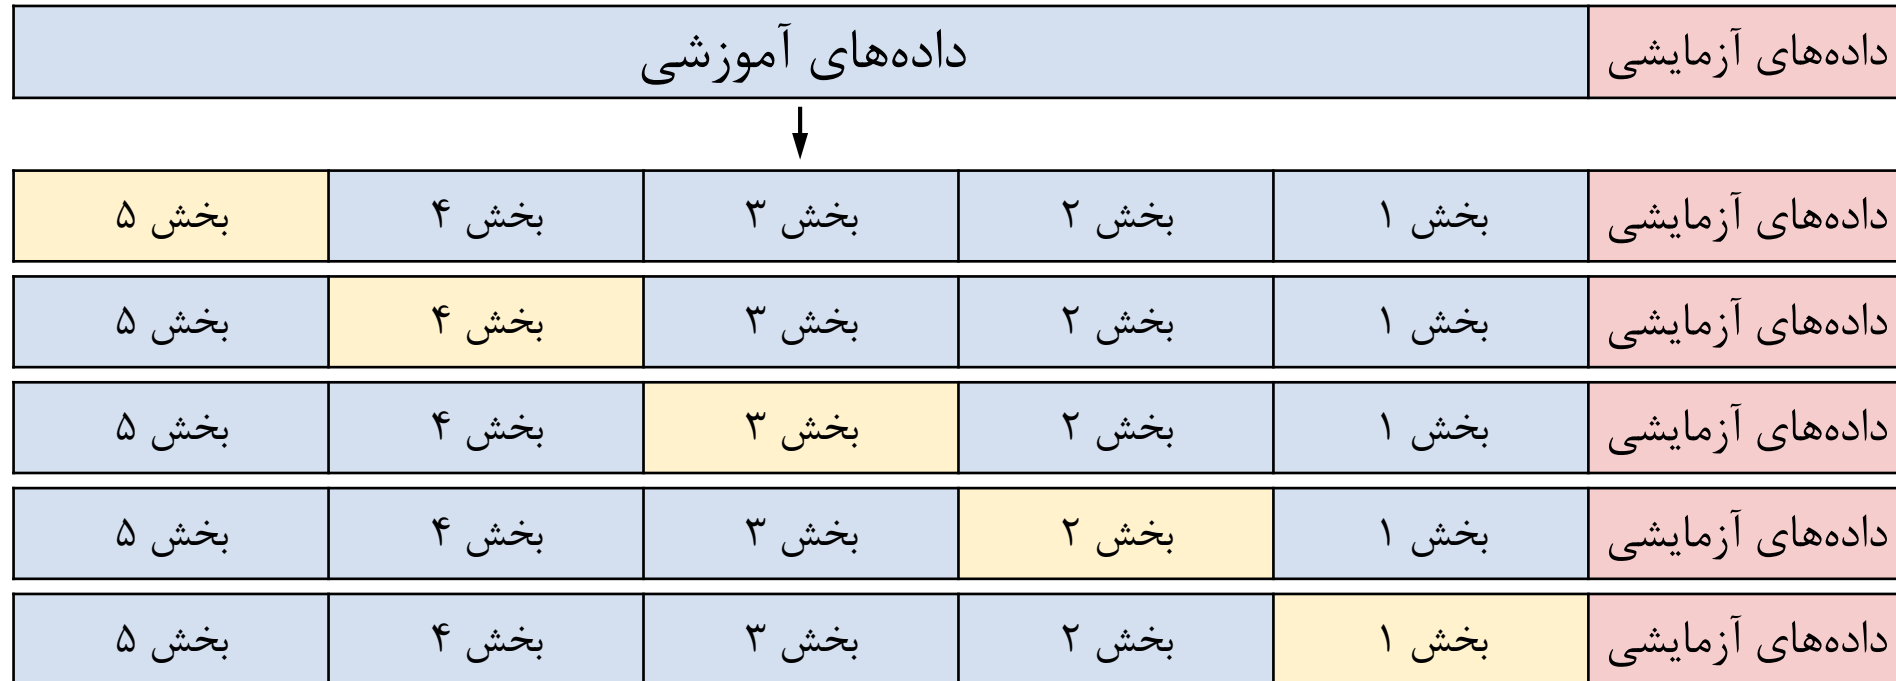 داده‌های آزمایشی داده‌های آموزشی
داده‌های آزمایشی بخش ۱ بخش ۲ بخش ۳ بخش ۴ بخش ۵
داده‌های آزمایشی بخش ۱ بخش ۲ بخش ۳ بخش ۴ بخش ۵
داده‌های آزمایشی بخش ۱ بخش ۲ بخش ۳ بخش ۴ بخش ۵
داده‌های آزمایشی بخش ۱ بخش ۲ بخش ۳ بخش ۴ بخش ۵
داده‌های آزمایشی بخش ۱ بخش ۲ بخش ۳ بخش ۴ بخش ۵